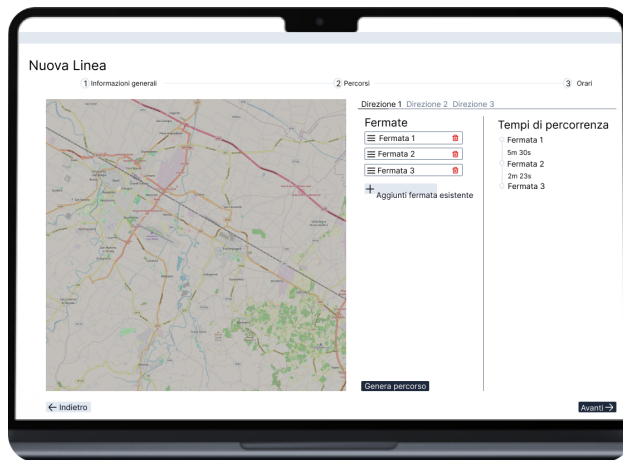 Nuova Linea
1 Informazioni generali
2 Percorsi
3 Orari
Direzione 1 Direzione 2 Direzione 3
Fermate
Fermata 1
Fermata 2
Fermata 3
Aggiunti fermata esistente
Genera percorso
Tempi di percorrenza
Fermata 1
5m 30s
Fermata 2
2m 23s
Fermata 3
← Indietro
Avanti →